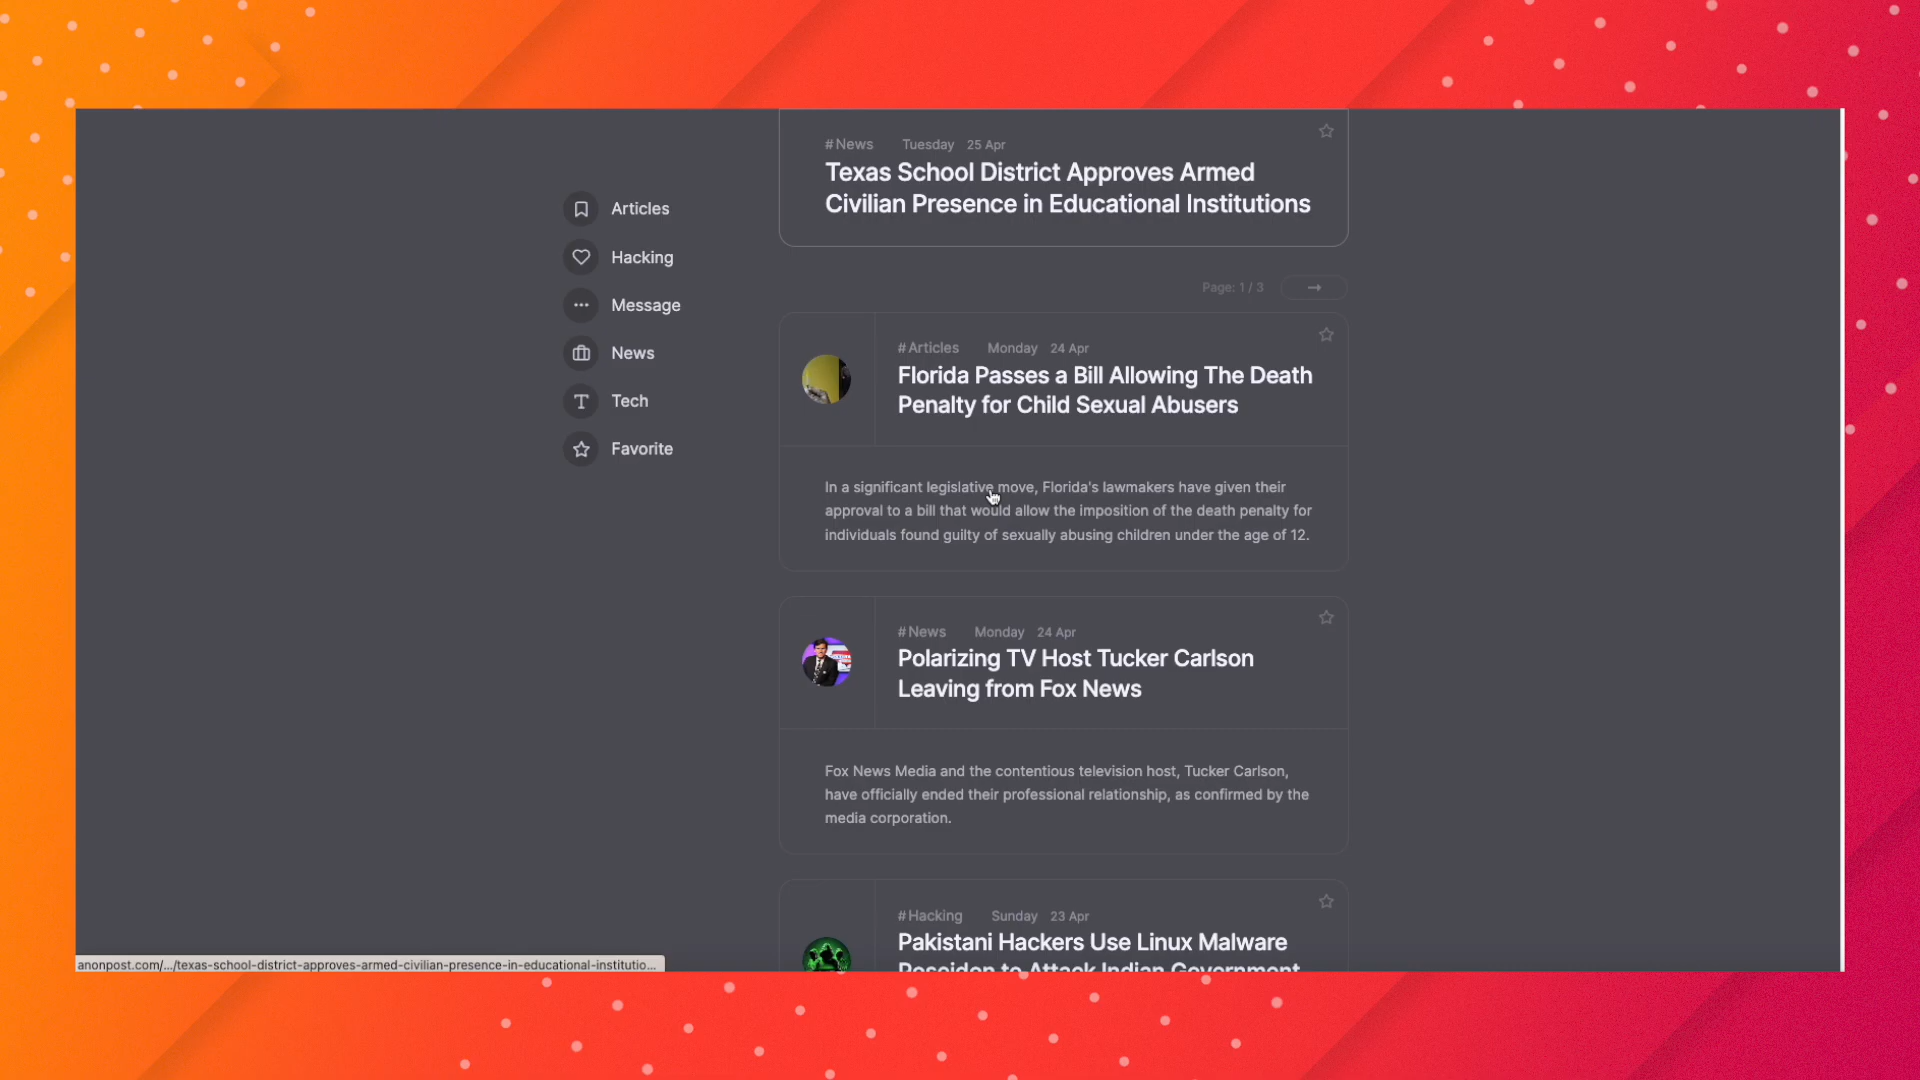 #News Tuesday 25 Apr
Texas School District Approves Armed
Civilian Presence in Educational Institutions
Articles
Hacking
Message
News
Tech
Favorite
Page: 1 / 3 →
#Articles Monday 24 Apr
Florida Passes a Bill Allowing The Death
Penalty for Child Sexual Abusers
In a significant legislative move, Florida's lawmakers have given their
approval to a bill that would allow the imposition of the death penalty for
individuals found guilty of sexually abusing children under the age of 12.
#News Monday 24 Apr
Polarizing TV Host Tucker Carlson
Leaving from Fox News
Fox News Media and the contentious television host, Tucker Carlson,
have officially ended their professional relationship, as confirmed by the
media corporation.
#Hacking Sunday 23 Apr
Pakistani Hackers Use Linux Malware
Poseidon to Attack Indian Government
anonpost.com/.../texas-school-district-approves-armed-civilian-presence-in-educational-institutio...